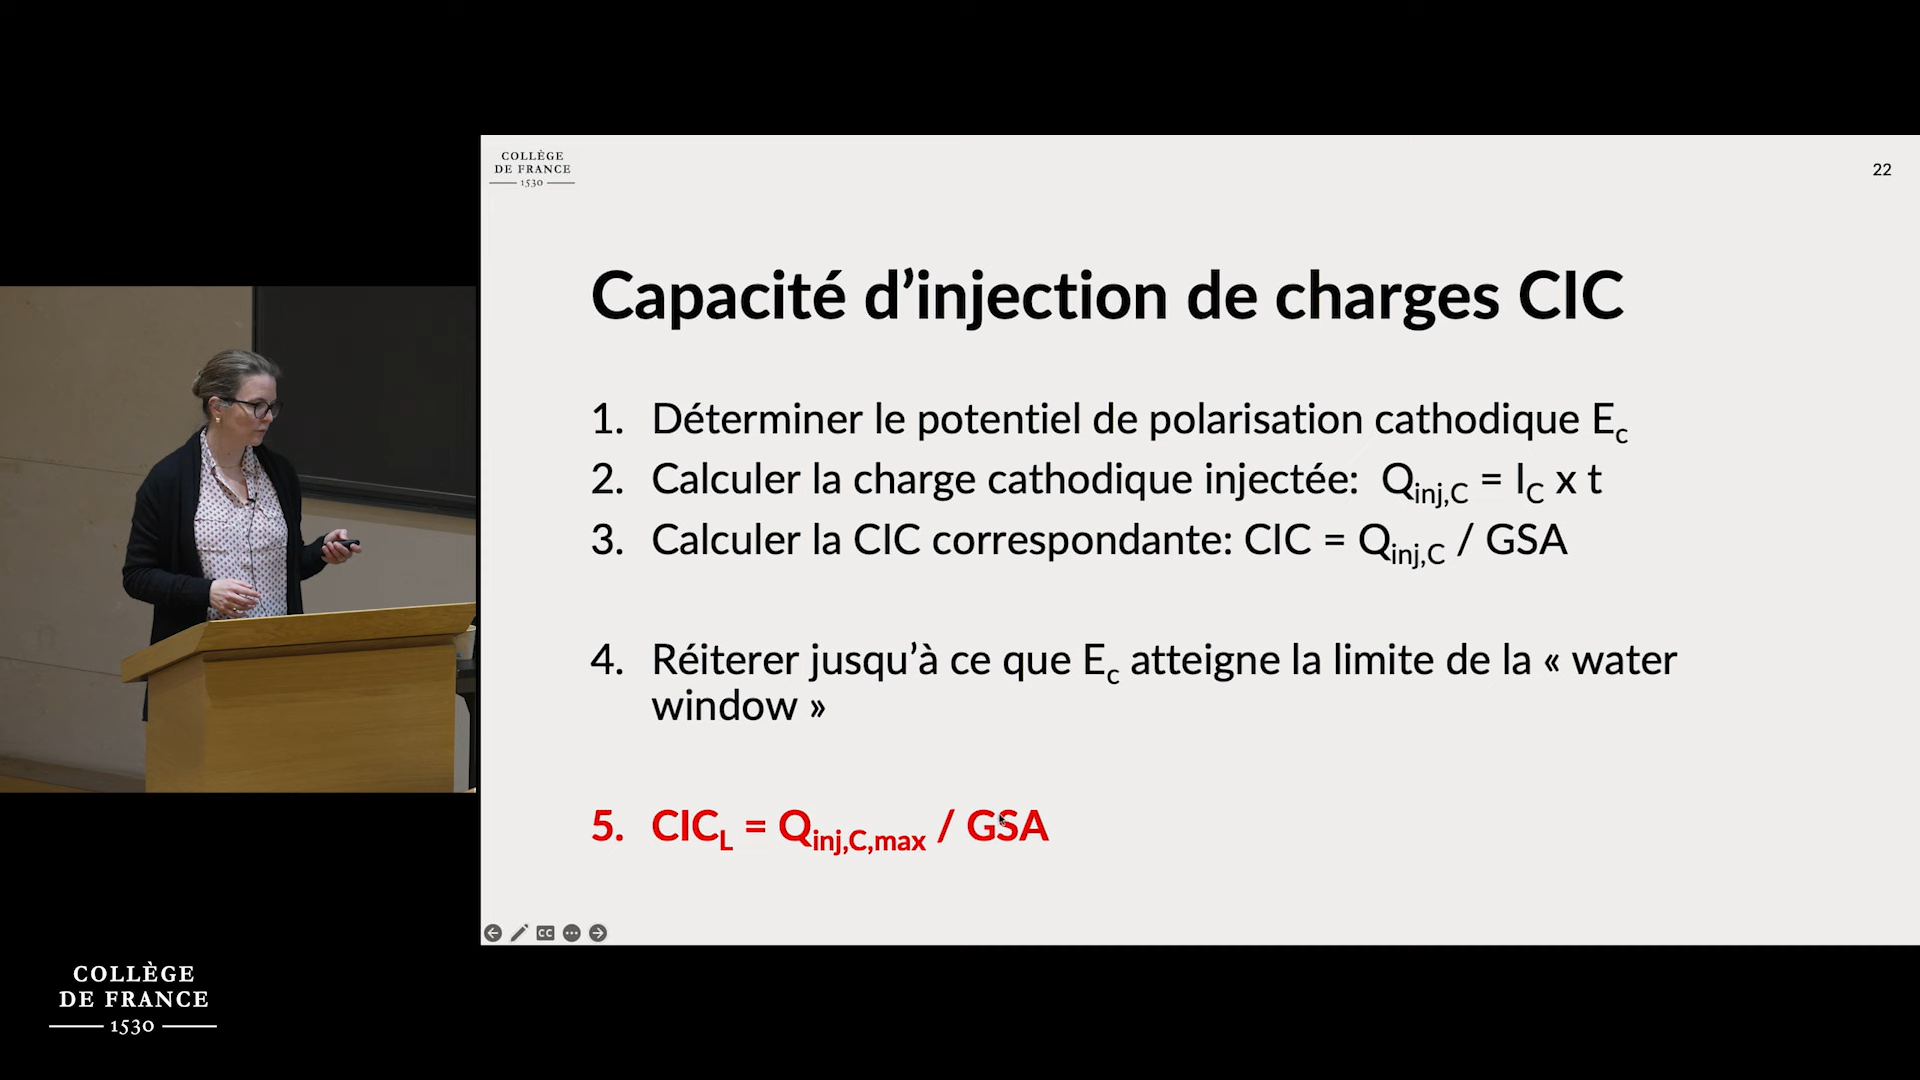 COLLÈGE
DE FRANCE
1530
22
Capacité d’injection de charges CIC
1. Déterminer le potentiel de polarisation cathodique Ec
2. Calculer la charge cathodique injectée: Qinj,C = IC x t
3. Calculer la CIC correspondante: CIC = Qinj,C / GSA
4. Réiterer jusqu’à ce que Ec atteigne la limite de la « water
window »
5. CICL = Qinj,C,max / GSA
CC
COLLÈGE
DE FRANCE
1530